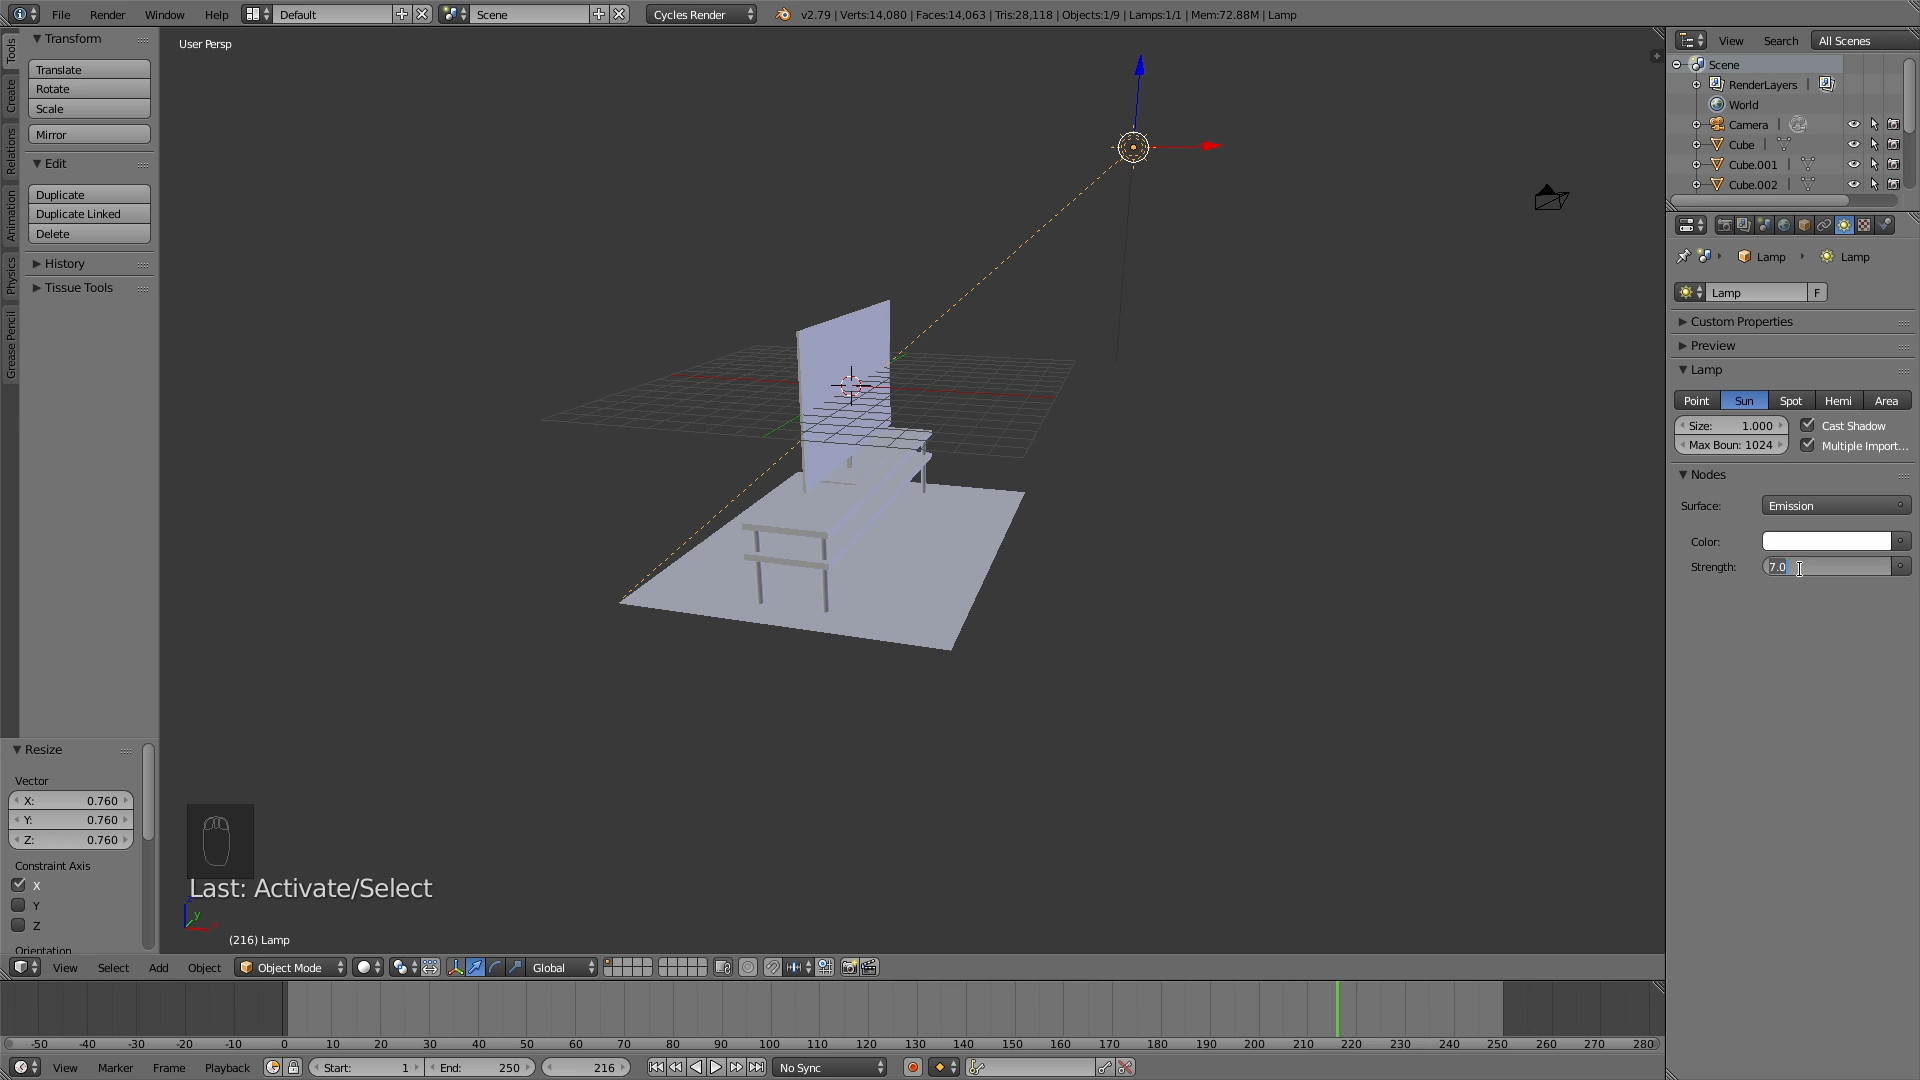 File Render Window Help Default Scene Cycles Render v2.79 | Verts:14,080 | Faces:14,063 | Tris:28,118 | Objects:1/9 | Lamps:1/1 | Mem:72.88M | Lamp
Tools
Create
Relations
Animation
Physics
Grease Pencil
Transform
Translate
Rotate
Scale
Mirror
Edit
Duplicate
Duplicate Linked
Delete
History
Tissue Tools
Resize
Vector
X: 0.760
Y: 0.760
Z: 0.760
Constraint Axis
X
Y
Z
Orientation
User Persp
Last: Activate/Select
y
(216) Lamp
View Select Add Object Object Mode Global
View Search All Scenes
Scene
RenderLayers |
World
Camera |
Cube |
Cube.001 |
Cube.002 |
Lamp Lamp
Lamp F
Custom Properties
Preview
Lamp
Point Sun Spot Hemi Area
Size: 1.000 Cast Shadow
Max Boun: 1024 Multiple Import...
Nodes
Surface: Emission
Color:
Strength: 7.0
-50 -40 -30 -20 -10 0 10 20 30 40 50 60 70 80 90 100 110 120 130 140 150 160 170 180 190 200 210 220 230 240 250 260 270 280
View Marker Frame Playback Start: 1 End: 250 216 No Sync